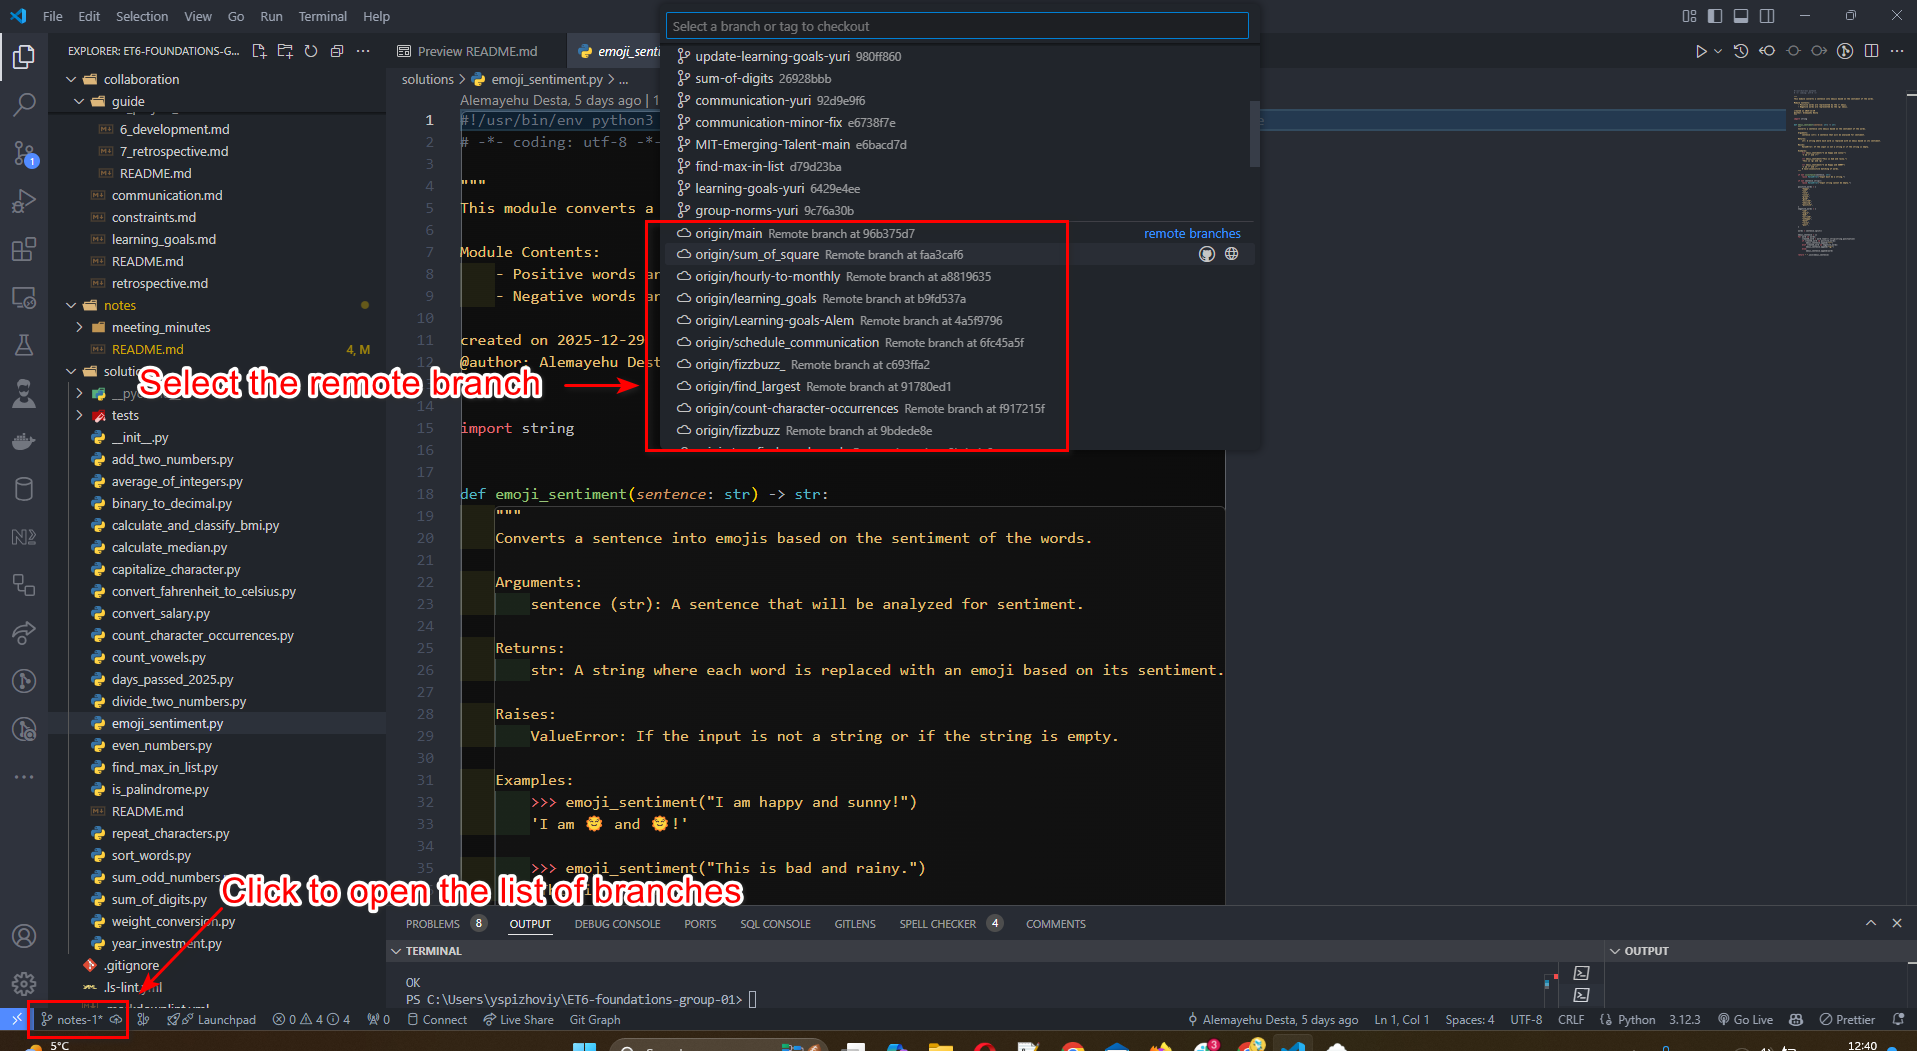 File Edit Selection View Go Run Terminal Help
Select a branch or tag to checkout
EXPLORER: ET6-FOUNDATIONS-G...
Preview README.md
emoji_senti
collaboration
guide
6_development.md
7_retrospective.md
README.md
communication.md
constraints.md
learning_goals.md
README.md
retrospective.md
notes
meeting_minutes
README.md 4, M
tests
__init__.py
add_two_numbers.py
average_of_integers.py
binary_to_decimal.py
calculate_and_classify_bmi.py
calculate_median.py
capitalize_character.py
convert_fahrenheit_to_celsius.py
convert_salary.py
count_character_occurrences.py
count_vowels.py
days_passed_2025.py
divide_two_numbers.py
emoji_sentiment.py
even_numbers.py
find_max_in_list.py
is_palindrome.py
README.md
repeat_characters.py
sort_words.py
sum_odd_numbers.
sum_of_digits.py
weight_conversion.py
year_investment.py
.gitignore
.ls-lint.yml
update-learning-goals-yuri 980ff860
sum-of-digits 26928bbb
communication-yuri 92d9e9f6
communication-minor-fix e6738f7e
MIT-Emerging-Talent-main e6bacd7d
find-max-in-list d79d23ba
learning-goals-yuri 6429e4ee
group-norms-yuri 9c76a30b
origin/main Remote branch at 96b375d7 remote branches
origin/sum_of_square Remote branch at faa3caf6
origin/hourly-to-monthly Remote branch at a8819635
origin/learning_goals Remote branch at b9fd537a
origin/Learning-goals-Alem Remote branch at 4a5f9796
origin/schedule_communication Remote branch at 6fc45a5f
origin/fizzbuzz_ Remote branch at c693ffa2
origin/find_largest Remote branch at 91780ed1
origin/count-character-occurrences Remote branch at f917215f
origin/fizzbuzz Remote branch at 9bdede8e
Select the remote branch
Click to open the list of branches
solutions > emoji_sentiment.py > ...
Alemayehu Desta, 5 days ago | 1
1 #!/usr/bin/env python3
2 # -*- coding: utf-8 -*-
3
4 """
5 This module converts a
6
7 Module Contents:
8 - Positive words ar
9 - Negative words ar
10
11 created on 2025-12-29
12 @author: Alemayehu Dest
14
15 import string
16
17
18 def emoji_sentiment(sentence: str) -> str:
19 """
20 Converts a sentence into emojis based on the sentiment of the words.
21
22 Arguments:
23 sentence (str): A sentence that will be analyzed for sentiment.
24
25 Returns:
26 str: A string where each word is replaced with an emoji based on its sentiment.
27
28 Raises:
29 ValueError: If the input is not a string or if the string is empty.
30
31 Examples:
32 >>> emoji_sentiment("I am happy and sunny!")
33 'I am 🌞 and 🌞!'
34
35 >>> emoji_sentiment("This is bad and rainy.")
PROBLEMS 8 OUTPUT DEBUG CONSOLE PORTS SQL CONSOLE GITLENS SPELL CHECKER 4 COMMENTS
TERMINAL
OUTPUT
OK
PS C:\Users\yspizhoviy\ET6-foundations-group-01>
notes-1* Launchpad 0 4 4 0 Connect Live Share Git Graph
Alemayehu Desta, 5 days ago Ln 1, Col 1 Spaces: 4 UTF-8 CRLF Python 3.12.3 Go Live Prettier
5°C
12:40